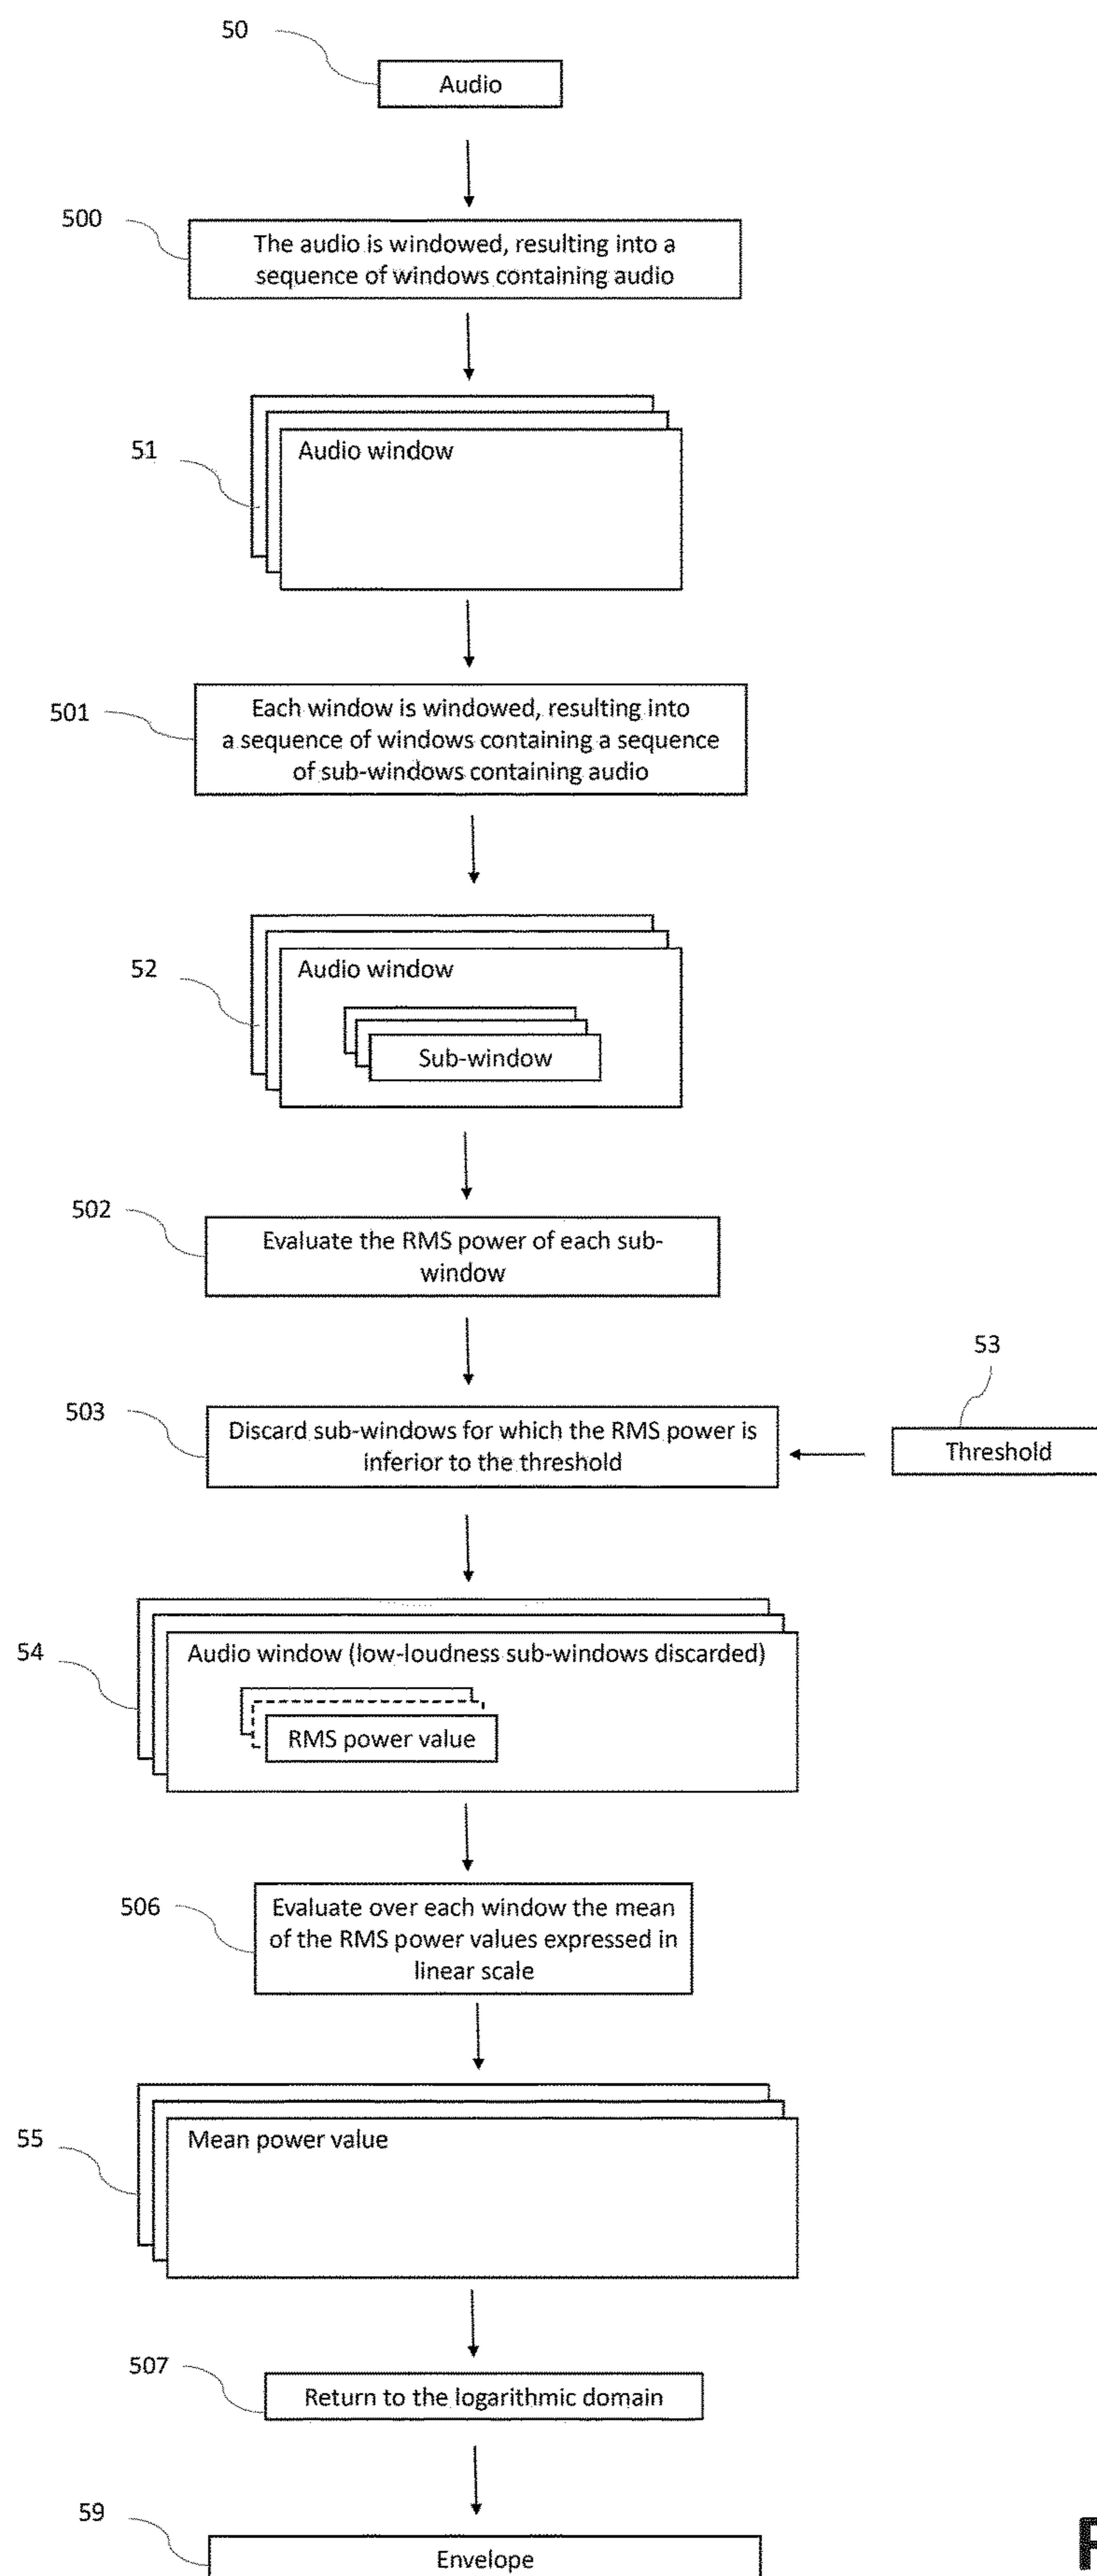 50
Audio
500
The audio is windowed, resulting into a
sequence of windows containing audio
51
Audio window
501
Each window is windowed, resulting into
a sequence of windows containing a sequence
of sub-windows containing audio
52
Audio window
Sub-window
502
Evaluate the RMS power of each sub-
window
53
503
Discard sub-windows for which the RMS power is
inferior to the threshold
Threshold
54
Audio window (low-loudness sub-windows discarded)
RMS power value
506
Evaluate over each window the mean
of the RMS power values expressed in
linear scale
55
Mean power value
507
Return to the logarithmic domain
59
Envelope